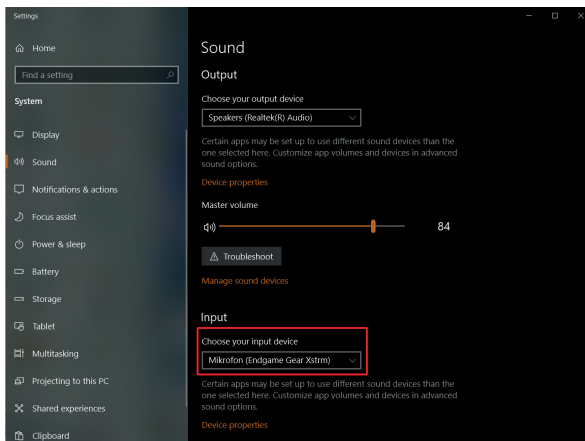 Settings
Home
Find a setting
System
Display
Sound
Notifications & actions
Focus assist
Power & sleep
Battery
Storage
Tablet
Multitasking
Projecting to this PC
Shared experiences
Clipboard
Sound
Output
Choose your output device
Speakers (Realtek(R) Audio)
Certain apps may be set up to use different sound devices than the
one selected here. Customize app volumes and devices in advanced
sound options.
Device properties
Master volume
84
Troubleshoot
Manage sound devices
Input
Choose your input device
Mikrofon (Endgame Gear Xstrm)
Certain apps may be set up to use different sound devices than the
one selected here. Customize app volumes and devices in advanced
sound options.
Device properties